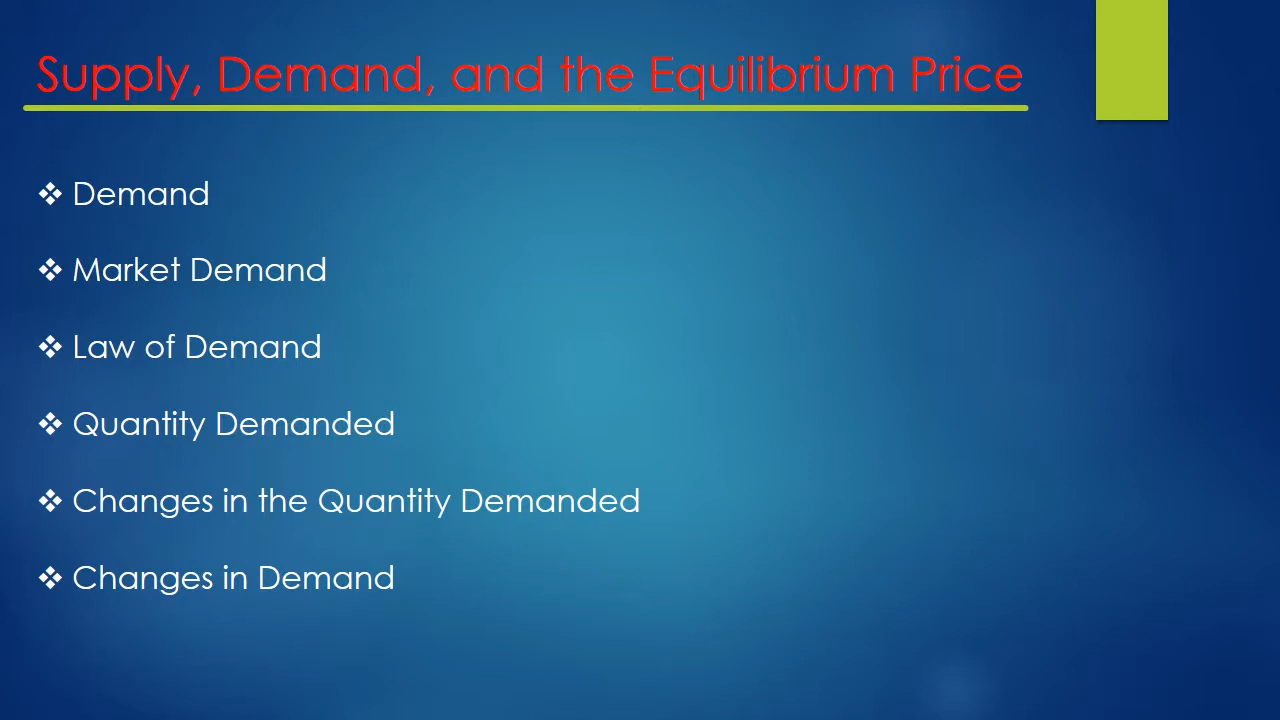 Supply, Demand, and the Equilibrium Price
❖ Demand
❖ Market Demand
❖ Law of Demand
❖ Quantity Demanded
❖ Changes in the Quantity Demanded
❖ Changes in Demand